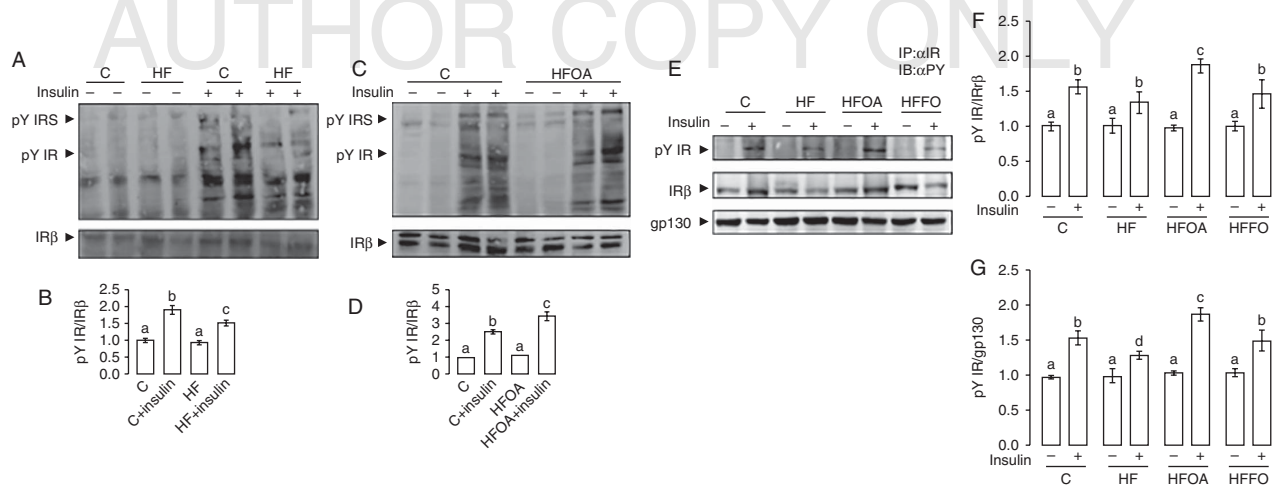 AUTHOR COPY ONLY
A
C HF C HF
Insulin – – – – + + + +
pY IRS
pY IR
IRβ
B
pY IR/IRβ
2.5
2.0
1.5
1.0
0.5
0.0
a b a c
C C+insulin HF HF+insulin
C
C HFOA
Insulin – – + + – – + +
pY IRS
pY IR
IRβ
D
pY IR/IRβ
5
4
3
2
1
0
a b a c
C C+insulin HFOA HFOA+insulin
E
IP:αIR
IB:αPY
C HF HFOA HFFO
Insulin – + – + – + – +
pY IR
IRβ
gp130
F
pY IR/IRrβ
2.5
2.0
1.5
1.0
0.5
0.0
a b a b a c a b
Insulin – + – + – + – +
C HF HFOA HFFO
G
pY IR/gp130
2.5
2.0
1.5
1.0
0.5
0.0
a b a d a c a b
Insulin – + – + – + – +
C HF HFOA HFFO